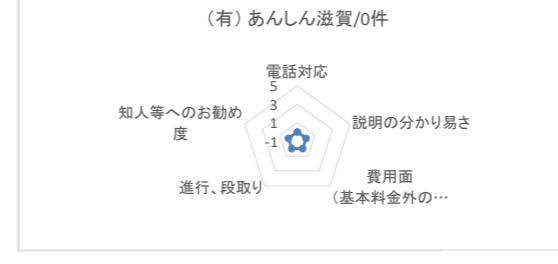 （有）あんしん滋賀/0件
電話対応
5
3
1
-1
説明の分かり易さ
費用面
（基本料金外の…
進行、段取り
知人等へのお勧め
度